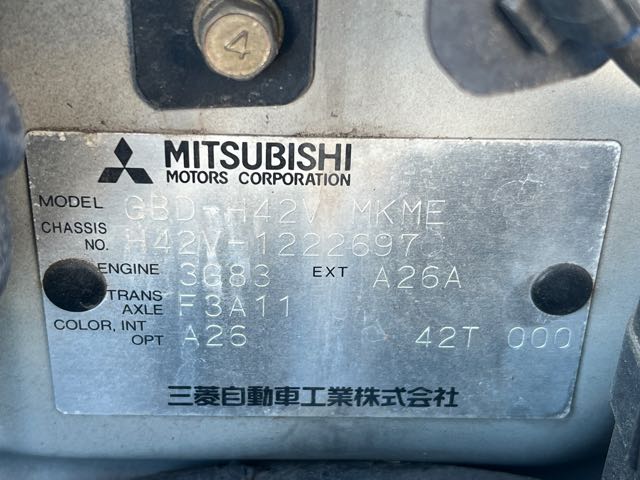 4
MITSUBISHI
MOTORS CORPORATION
MODEL GBD-H42V MKME
CHASSIS NO. H42V-1222697
ENGINE 3G83 EXT A26A
TRANS AXLE F3A11
COLOR, INT OPT A26 42T 000
三菱自動車工業株式会社